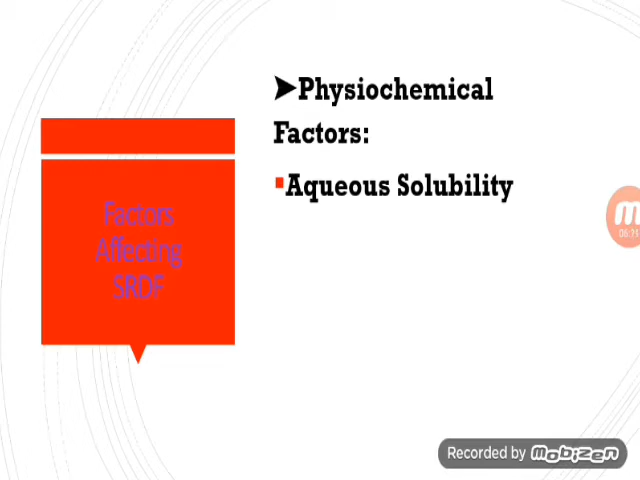 ➤Physiochemical
Factors:
▪Aqueous Solubility
Factors
Affecting
SRDF
Recorded by Mobizen